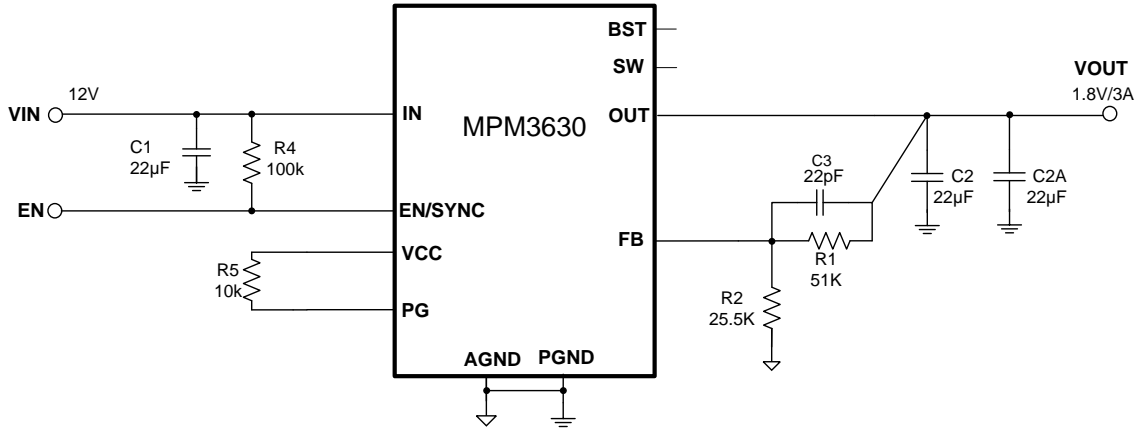 BST
SW
VOUT
1.8V/3A
12V
VIN
IN
MPM3630
OUT
C1
22µF
R4
100k
C3
22pF
C2
22µF
C2A
22µF
EN
EN/SYNC
FB
VCC
R1
51K
R5
10k
R2
25.5K
PG
AGND
PGND